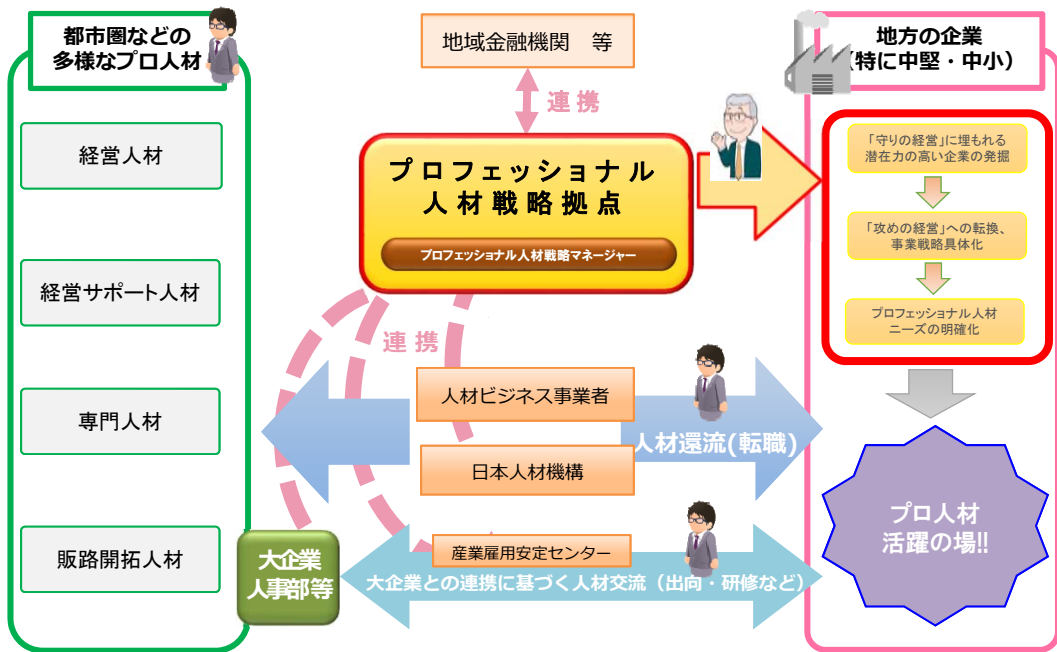 都市圏などの
多様なプロ人材
経営人材
経営サポート人材
専門人材
販路開拓人材
大企業
人事部等
地域金融機関　等
連携
プロフェッショナル
人材戦略拠点
プロフェッショナル人材戦略マネージャー
連携
人材ビジネス事業者
人材還流(転職)
日本人材機構
産業雇用安定センター
大企業との連携に基づく人材交流（出向・研修など）
地方の企業
（特に中堅・中小）
「守りの経営」に埋もれる
潜在力の高い企業の発掘
「攻めの経営」への転換、
事業戦略具体化
プロフェッショナル人材
ニーズの明確化
プロ人材
活躍の場!!